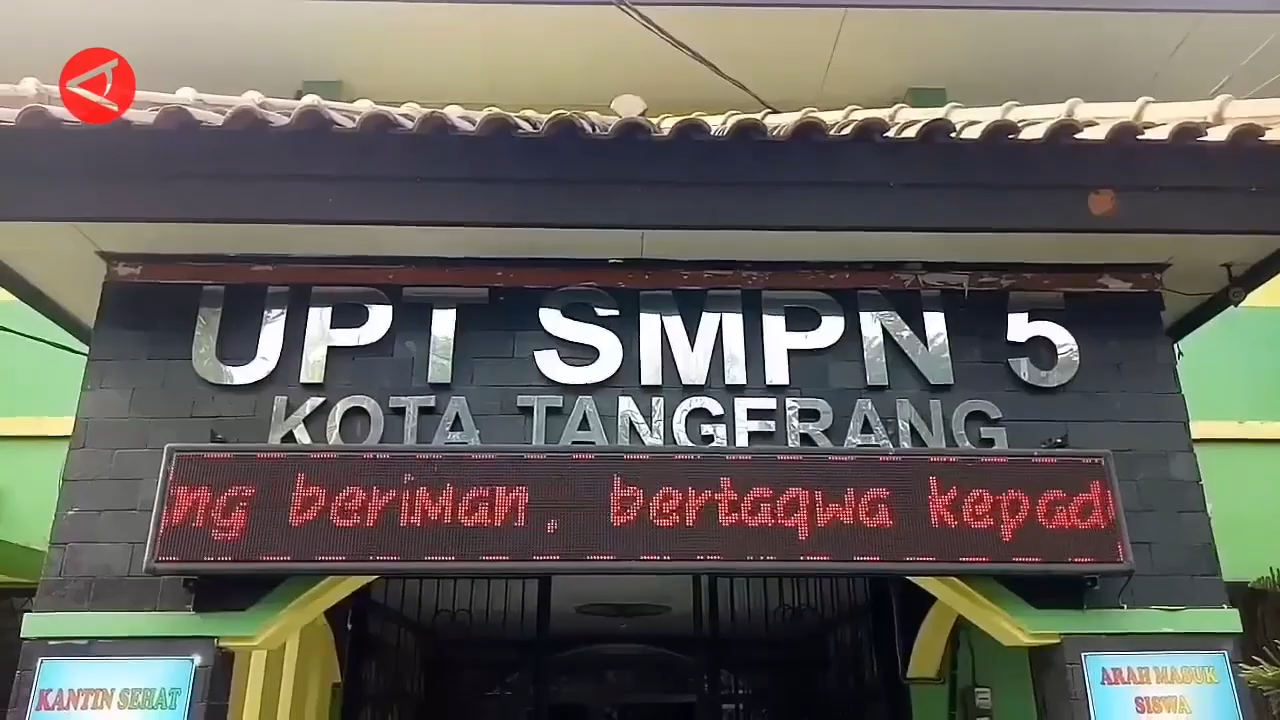 UPT SMPN 5
KOTA TANGERANG
ng beriman, bertaqwa kepad
KANTIN SEHAT
ARAH MASUK
SISWA